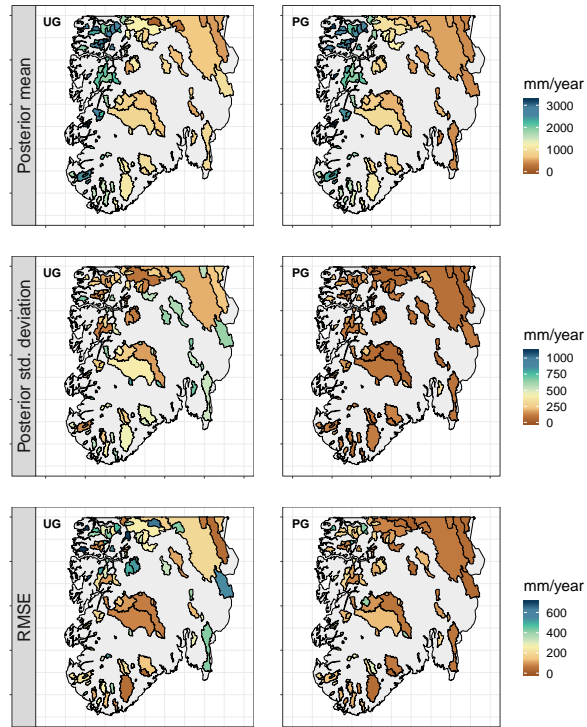 UG
PG
Posterior mean
mm/year
3000
2000
1000
0
UG
PG
Posterior std. deviation
mm/year
1000
750
500
250
0
UG
PG
RMSE
mm/year
600
400
200
0